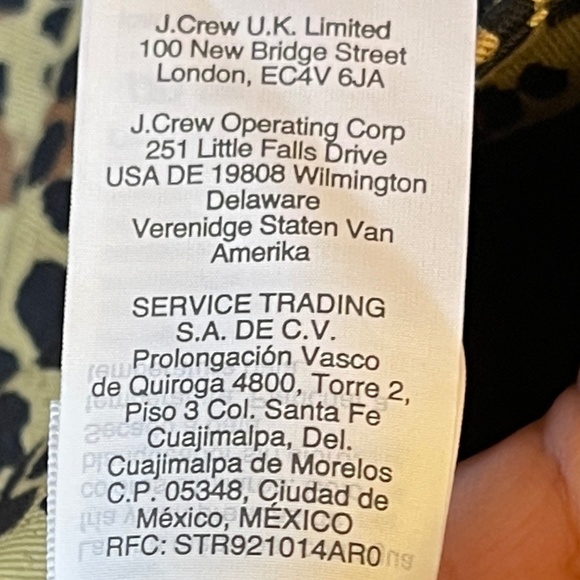 J.Crew U.K. Limited
100 New Bridge Street
London, EC4V 6JA
J.Crew Operating Corp
251 Little Falls Drive
USA DE 19808 Wilmington
Delaware
Verenidge Staten Van
Amerika
SERVICE TRADING
S.A. DE C.V.
Prolongación Vasco
de Quiroga 4800, Torre 2,
Piso 3 Col. Santa Fe
Cuajimalpa, Del.
Cuajimalpa de Morelos
C.P. 05348, Ciudad de
México, MÉXICO
RFC: STR921014AR0